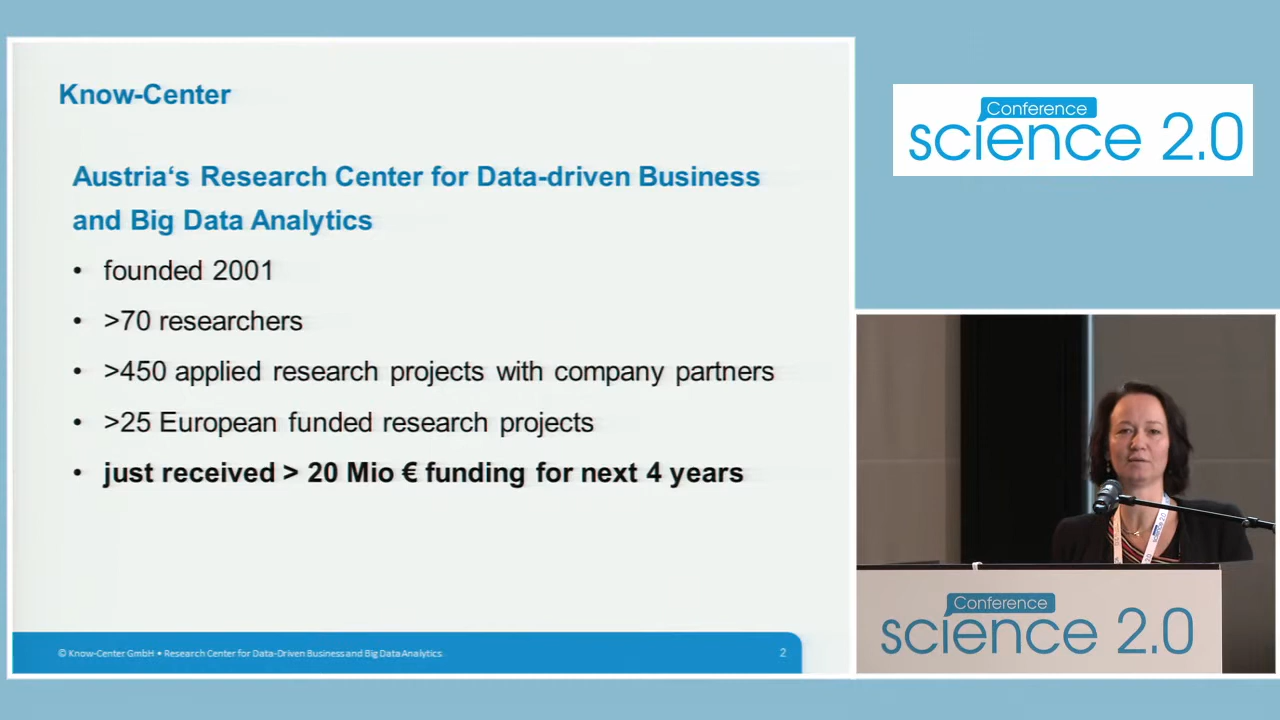 Know-Center
Austria‘s Research Center for Data-driven Business
and Big Data Analytics
• founded 2001
• >70 researchers
• >450 applied research projects with company partners
• >25 European funded research projects
• just received > 20 Mio € funding for next 4 years
© Know-Center GmbH • Research Center for Data-Driven Business and Big Data Analytics
2
Conference
science 2.0
Conference
science 2.0